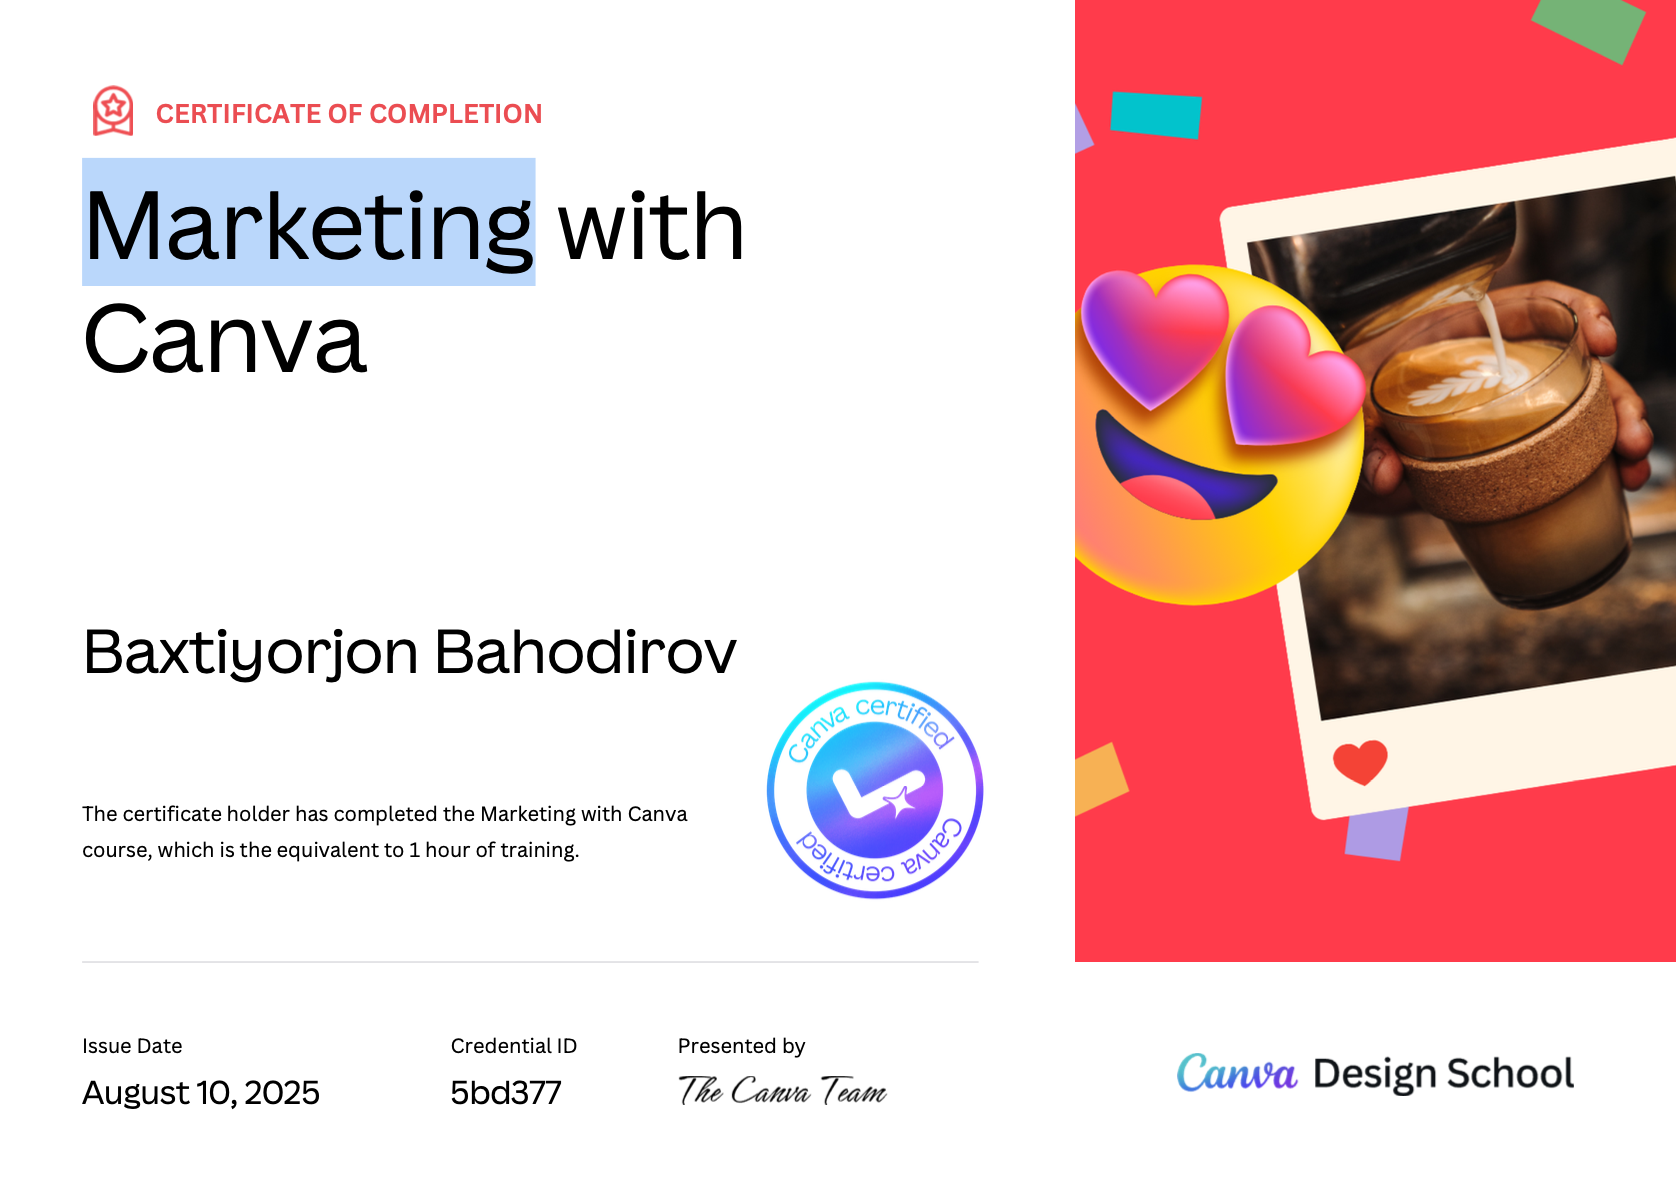 CERTIFICATE OF COMPLETION
Marketing with
Canva
Baxtiyorjon Bahodirov
Canva certified
Canva certified
The certificate holder has completed the Marketing with Canva
course, which is the equivalent to 1 hour of training.
Issue Date
August 10, 2025
Credential ID
5bd377
Presented by
The Canva Team
Canva Design School